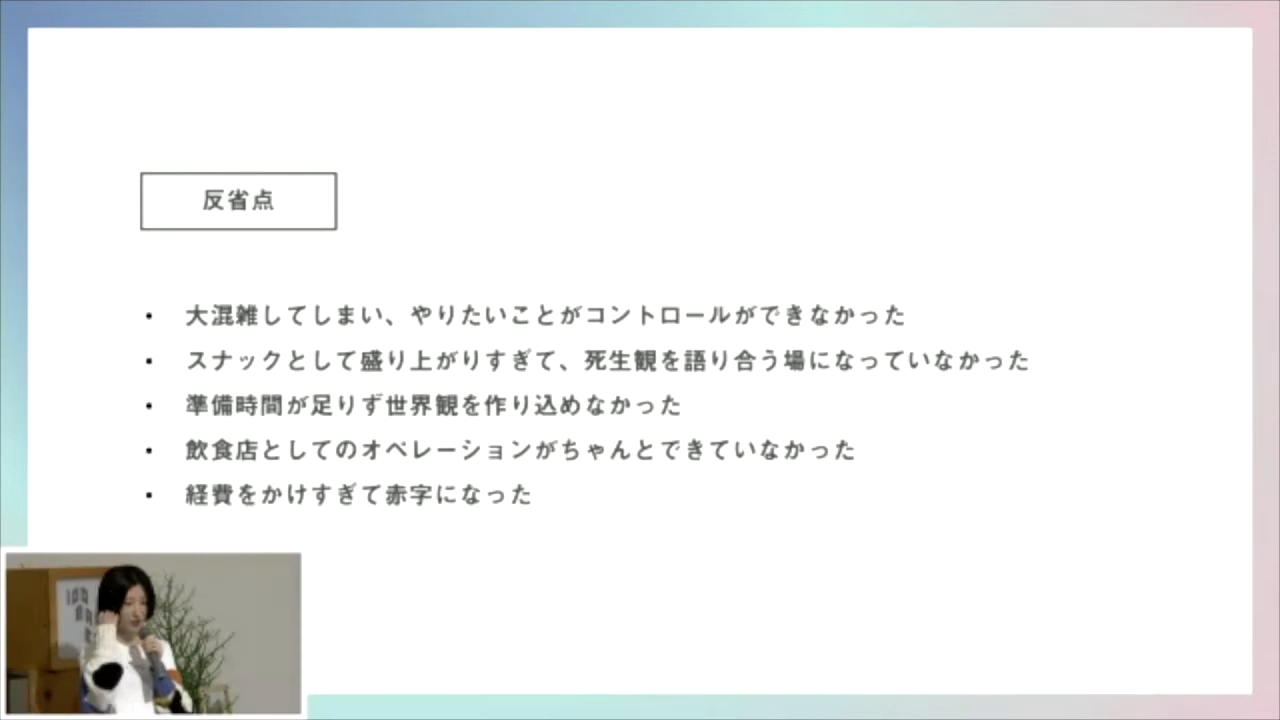 反省点
・ 大混雑してしまい、やりたいことがコントロールができなかった
・ スナックとして盛り上がりすぎて、死生観を語り合う場になっていなかった
・ 準備時間が足りず世界観を作り込めなかった
・ 飲食店としてのオペレーションがちゃんとできていなかった
・ 経費をかけすぎて赤字になった